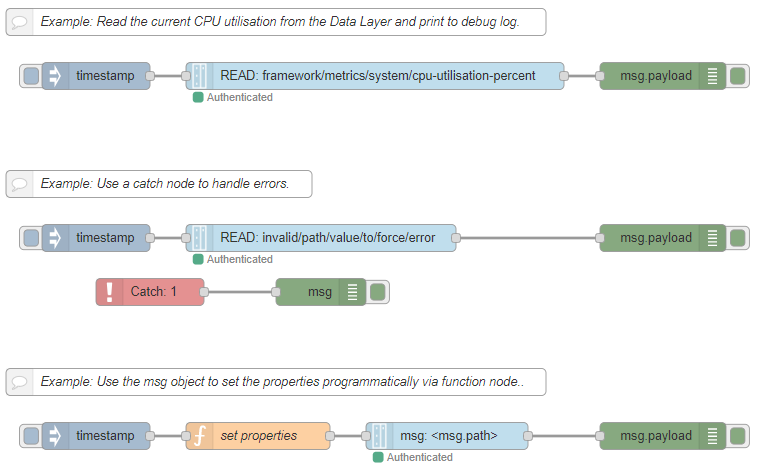 Example: Read the current CPU utilisation from the Data Layer and print to debug log.
timestamp READ: framework/metrics/system/cpu-utilisation-percent msg.payload
Authenticated
Example: Use a catch node to handle errors.
timestamp READ: invalid/path/value/to/force/error msg.payload
Authenticated
Catch: 1 msg
Example: Use the msg object to set the properties programmatically via function node..
timestamp set properties msg: <msg.path> msg.payload
Authenticated